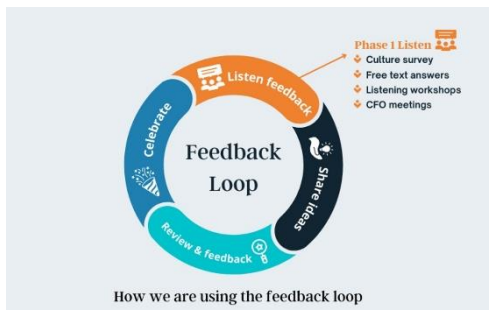 Phase 1 Listen
Culture survey
Free text answers
Listening workshops
CFO meetings
Listen feedback
Share ideas
Review & feedback
Celebrate
Feedback
Loop
How we are using the feedback loop